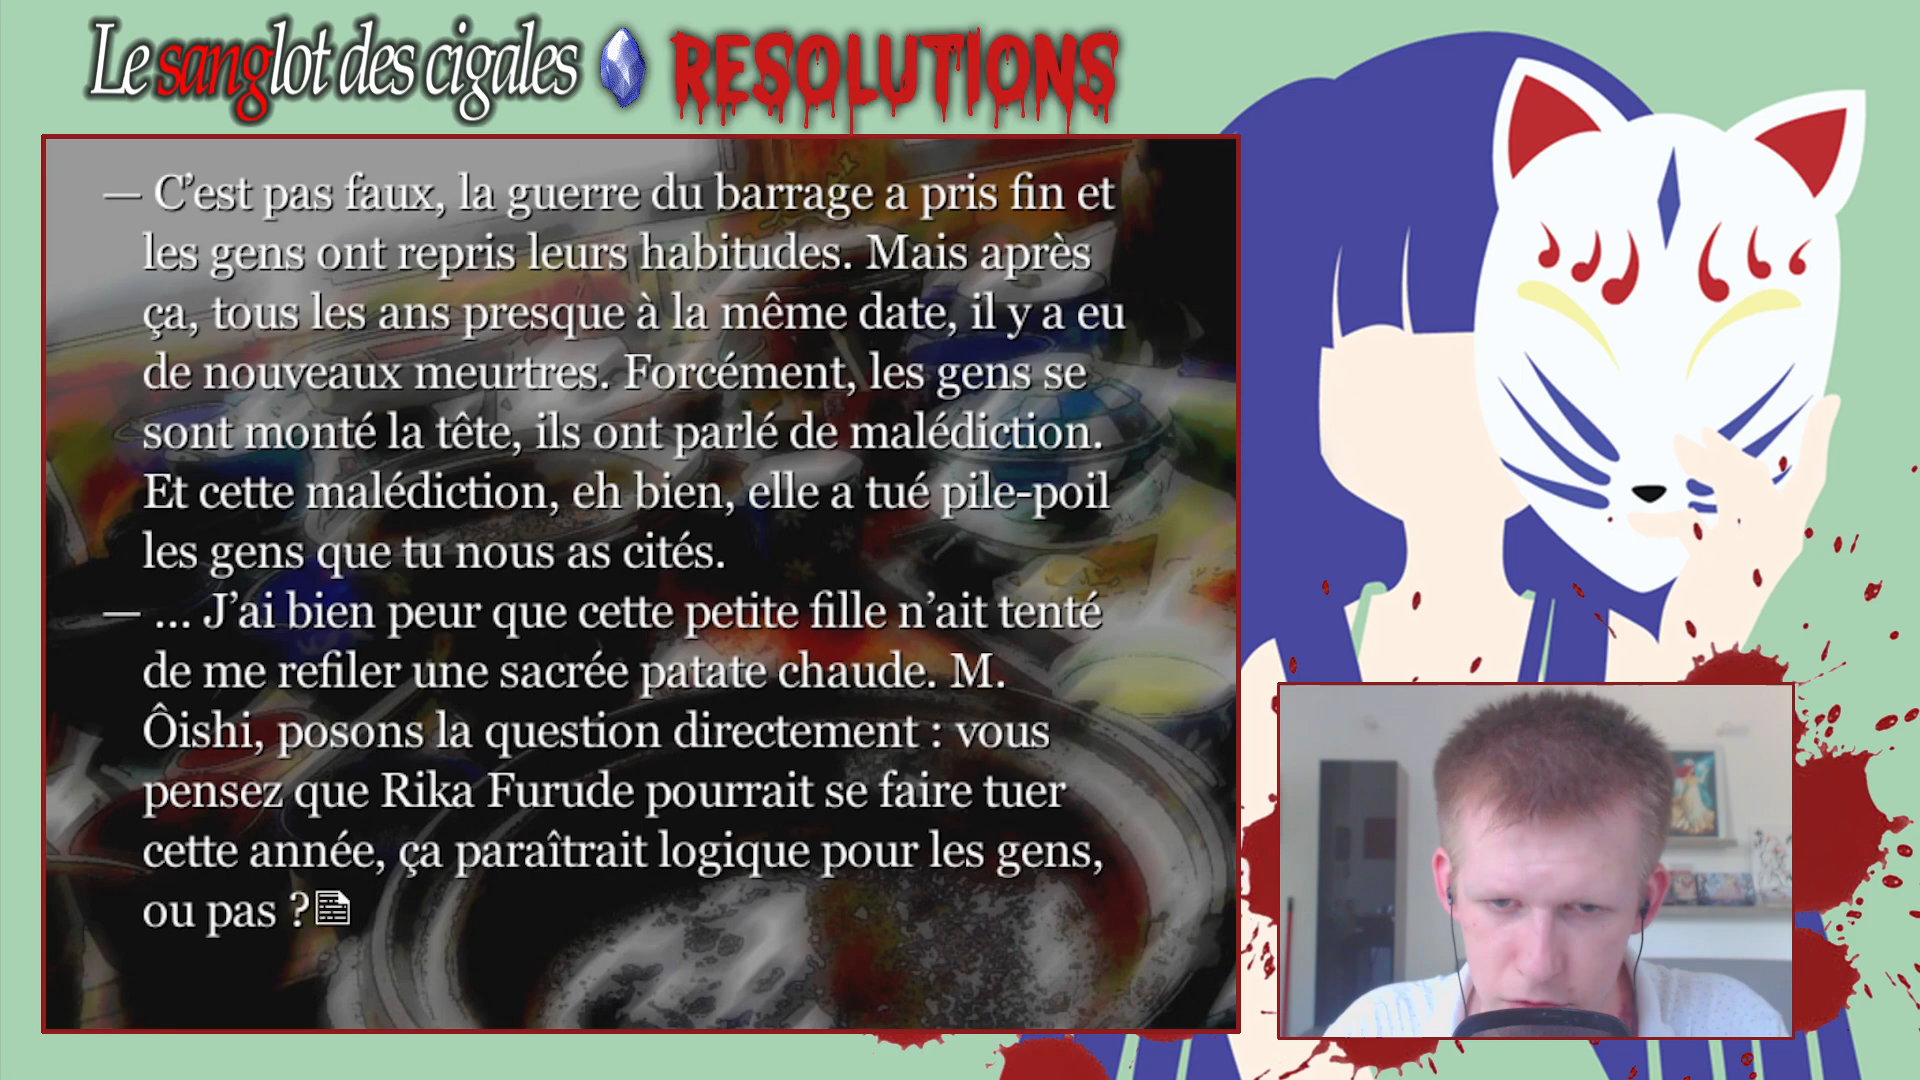 Le sanglot des cigales RESOLUTIONS
— C’est pas faux, la guerre du barrage a pris fin et
les gens ont repris leurs habitudes. Mais après
ça, tous les ans presque à la même date, il y a eu
de nouveaux meurtres. Forcément, les gens se
sont monté la tête, ils ont parlé de malédiction.
Et cette malédiction, eh bien, elle a tué pile-poil
les gens que tu nous as cités.
— ... J’ai bien peur que cette petite fille n’ait tenté
de me refiler une sacrée patate chaude. M.
Ôishi, posons la question directement : vous
pensez que Rika Furude pourrait se faire tuer
cette année, ça paraîtrait logique pour les gens,
ou pas ?